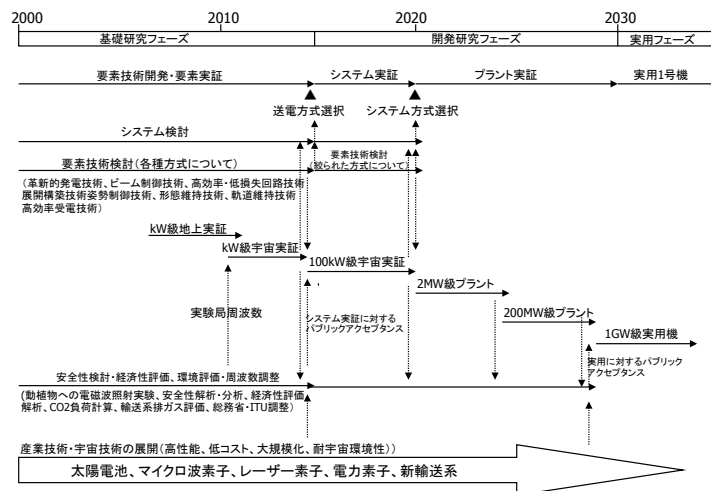 2000 2010 2020 2030
基礎研究フェーズ 開発研究フェーズ 実用フェーズ
要素技術開発・要素実証 システム実証 プラント実証 実用1号機
送電方式選択 システム方式選択
システム検討
要素技術検討(各種方式について) 要素技術検討
(絞られた方式について)
(革新的発電技術、ビーム制御技術、高効率・低損失回路技術
展開構築技術姿勢制御技術、形態維持技術、軌道維持技術
高効率受電技術)
kW級地上実証
kW級宇宙実証
100kW級宇宙実証
2MW級プラント
200MW級プラント
1GW級実用機
実験局周波数
システム実証に対する
パブリックアクセプタンス
実用に対するパブリック
アクセプタンス
安全性検討・経済性評価、環境評価・周波数調整
(動植物への電磁波照射実験、安全性解析・分析、経済性評価
解析、CO2負荷計算、輸送系排ガス評価、総務省・ITU調整)
産業技術・宇宙技術の展開(高性能、低コスト、大規模化、耐宇宙環境性))
太陽電池、マイクロ波素子、レーザー素子、電力素子、新輸送系